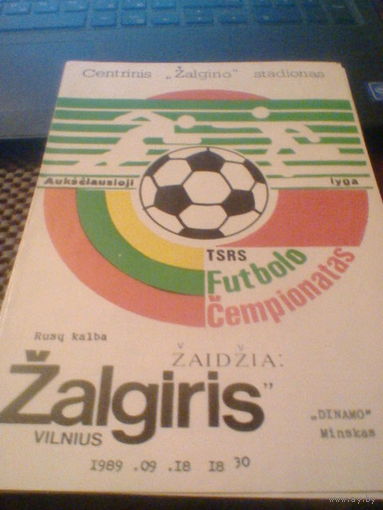 Centrinis „Žalgirio" stadionas
Aukščiausioji lyga
TSRS
Futbolo
Čempionatas
Rusų kalba
ŽAIDŽIA:
Žalgiris"
VILNIUS
„DINAMO"
Minskas
1989 .09 .18 18 30